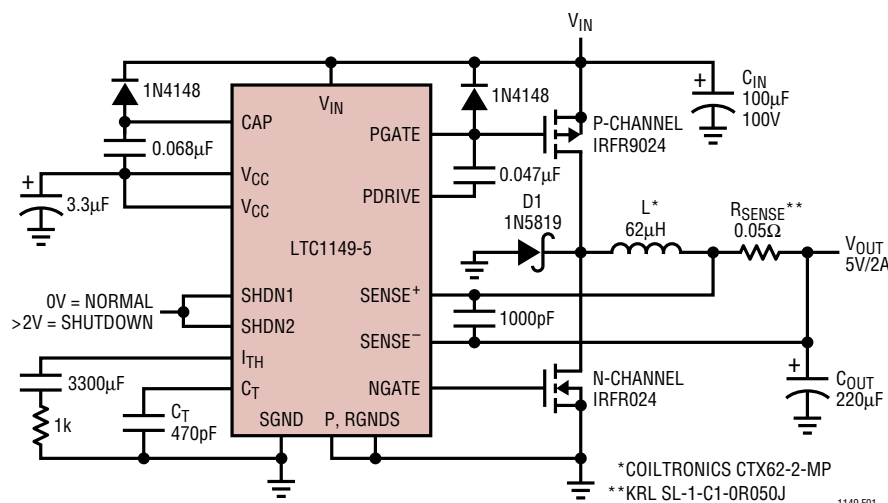 VIN
1N4148
VIN
1N4148
CIN
100µF
100V
CAP
PGATE
P-CHANNEL
IRFR9024
0.068µF
0.047µF
VCC
PDRIVE
3.3µF
VCC
D1
1N5819
L*
62µH
RSENSE**
0.05Ω
VOUT
5V/2A
LTC1149-5
0V = NORMAL
>2V = SHUTDOWN
SHDN1
SENSE+
1000pF
SHDN2
SENSE–
ITH
3300µF
CT
NGATE
N-CHANNEL
IRFR024
COUT
220µF
1k
CT
470pF
SGND
P, RGNDS
*COILTRONICS CTX62-2-MP
**KRL SL-1-C1-0R050J
1149 F01